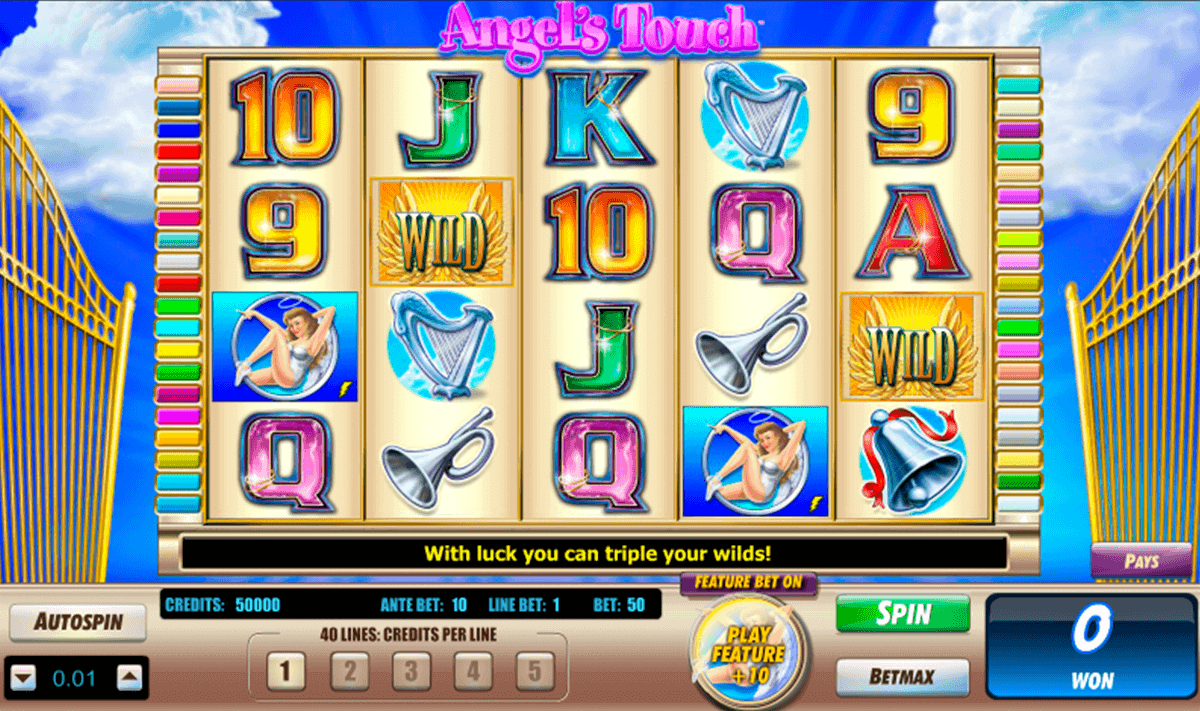 Angel's Touch™
10 J K 9
9 WILD 10 Q A
J WILD
Q Q
With luck you can triple your wilds!
PAYS
FEATURE BET ON
AUTOSPIN
CREDITS: 50000 ANTE BET: 10 LINE BET: 1 BET: 50
PLAY FEATURE +10
SPIN
0
WON
40 LINES: CREDITS PER LINE
1 2 3 4 5
0.01
BETMAX